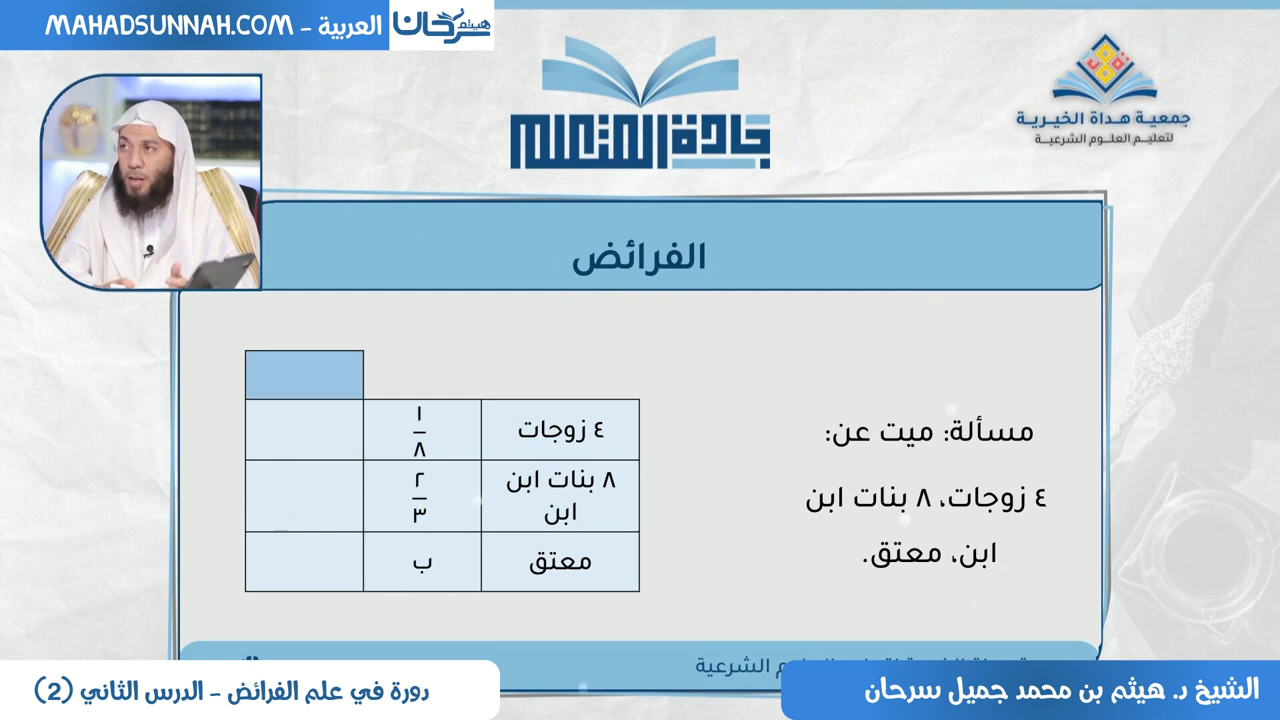 MAHADSUNNAH.COM - العربية
هيثم
سرحان
جادة المتعلم
جمعية هداة الخيرية
لتعليم العلوم الشرعية
الفرائض
مسألة: ميت عن:
٤ زوجات، ٨ بنات ابن
ابن، معتق.
٤ زوجات
١
٨
٨ بنات ابن
ابن
٢
٣
معتق
ب
الشرعية
الشيخ د. هيثم بن محمد جميل سرحان
دورة في علم الفرائض - الدرس الثاني (2)